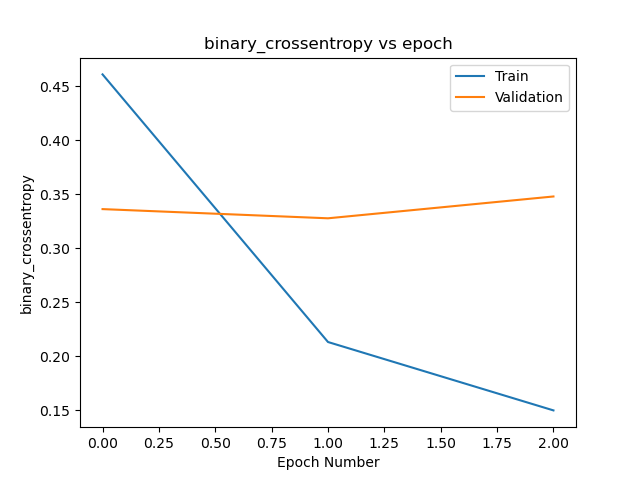 binary_crossentropy vs epoch
Train
Validation
0.45
0.40
0.35
0.30
0.25
0.20
0.15
binary_crossentropy
0.00 0.25 0.50 0.75 1.00 1.25 1.50 1.75 2.00
Epoch Number